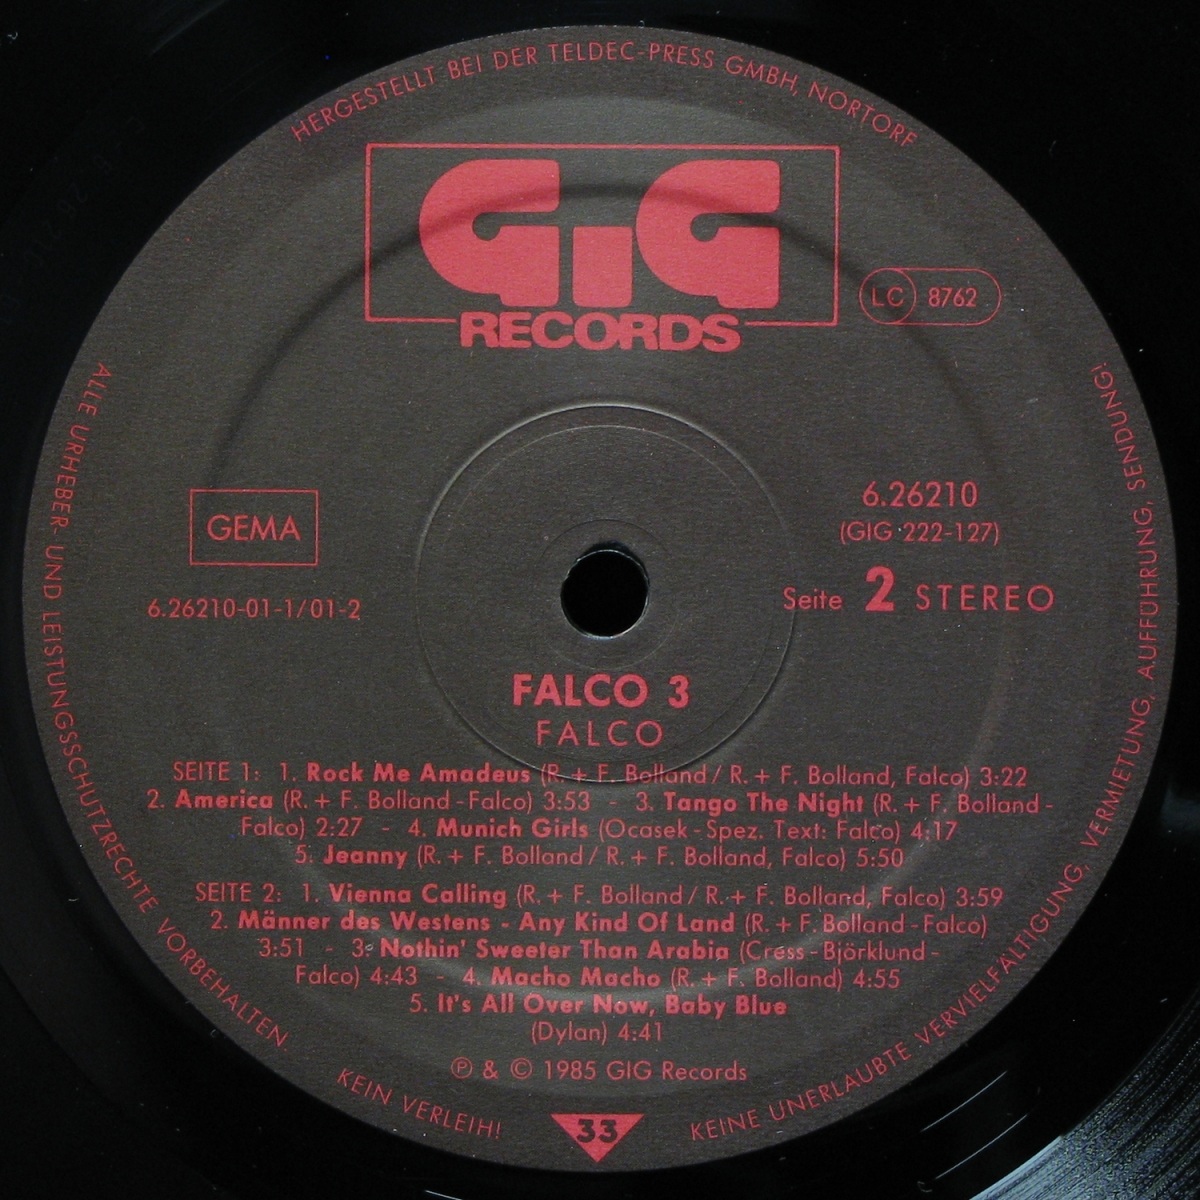 HERGESTELLT BEI DER TELDEC-PRESS GMBH, NORTORF
GiG
RECORDS
LC 8762
GEMA
6.26210-01-1/01-2
6.26210
(GIG 222-127)
Seite 2 STEREO
FALCO 3
FALCO
SEITE 1: 1. Rock Me Amadeus (R. + F. Bolland / R. + F. Bolland, Falco) 3:22
2. America (R. + F. Bolland - Falco) 3:53 - 3. Tango The Night (R. + F. Bolland -
Falco) 2:27 - 4. Munich Girls (Ocasek - Spez. Text: Falco) 4:17
5. Jeanny (R. + F. Bolland / R. + F. Bolland, Falco) 5:50
SEITE 2: 1. Vienna Calling (R. + F. Bolland / R. + F. Bolland, Falco) 3:59
2. Männer des Westens - Any Kind Of Land (R. + F. Bolland - Falco)
3:51 - 3. Nothin' Sweeter Than Arabia (Cress - Björklund -
Falco) 4:43 - 4. Macho Macho (R. + F. Bolland) 4:55
5. It's All Over Now, Baby Blue
(Dylan) 4:41
℗ & © 1985 GIG Records
33
ALLE URHEBER- UND LEISTUNGSSCHUTZRECHTE VORBEHALTEN.
KEIN VERLEIH!
KEINE UNERLAUBTE VERVIELFÄLTIGUNG, VERMIETUNG, AUFFÜHRUNG, SENDUNG!